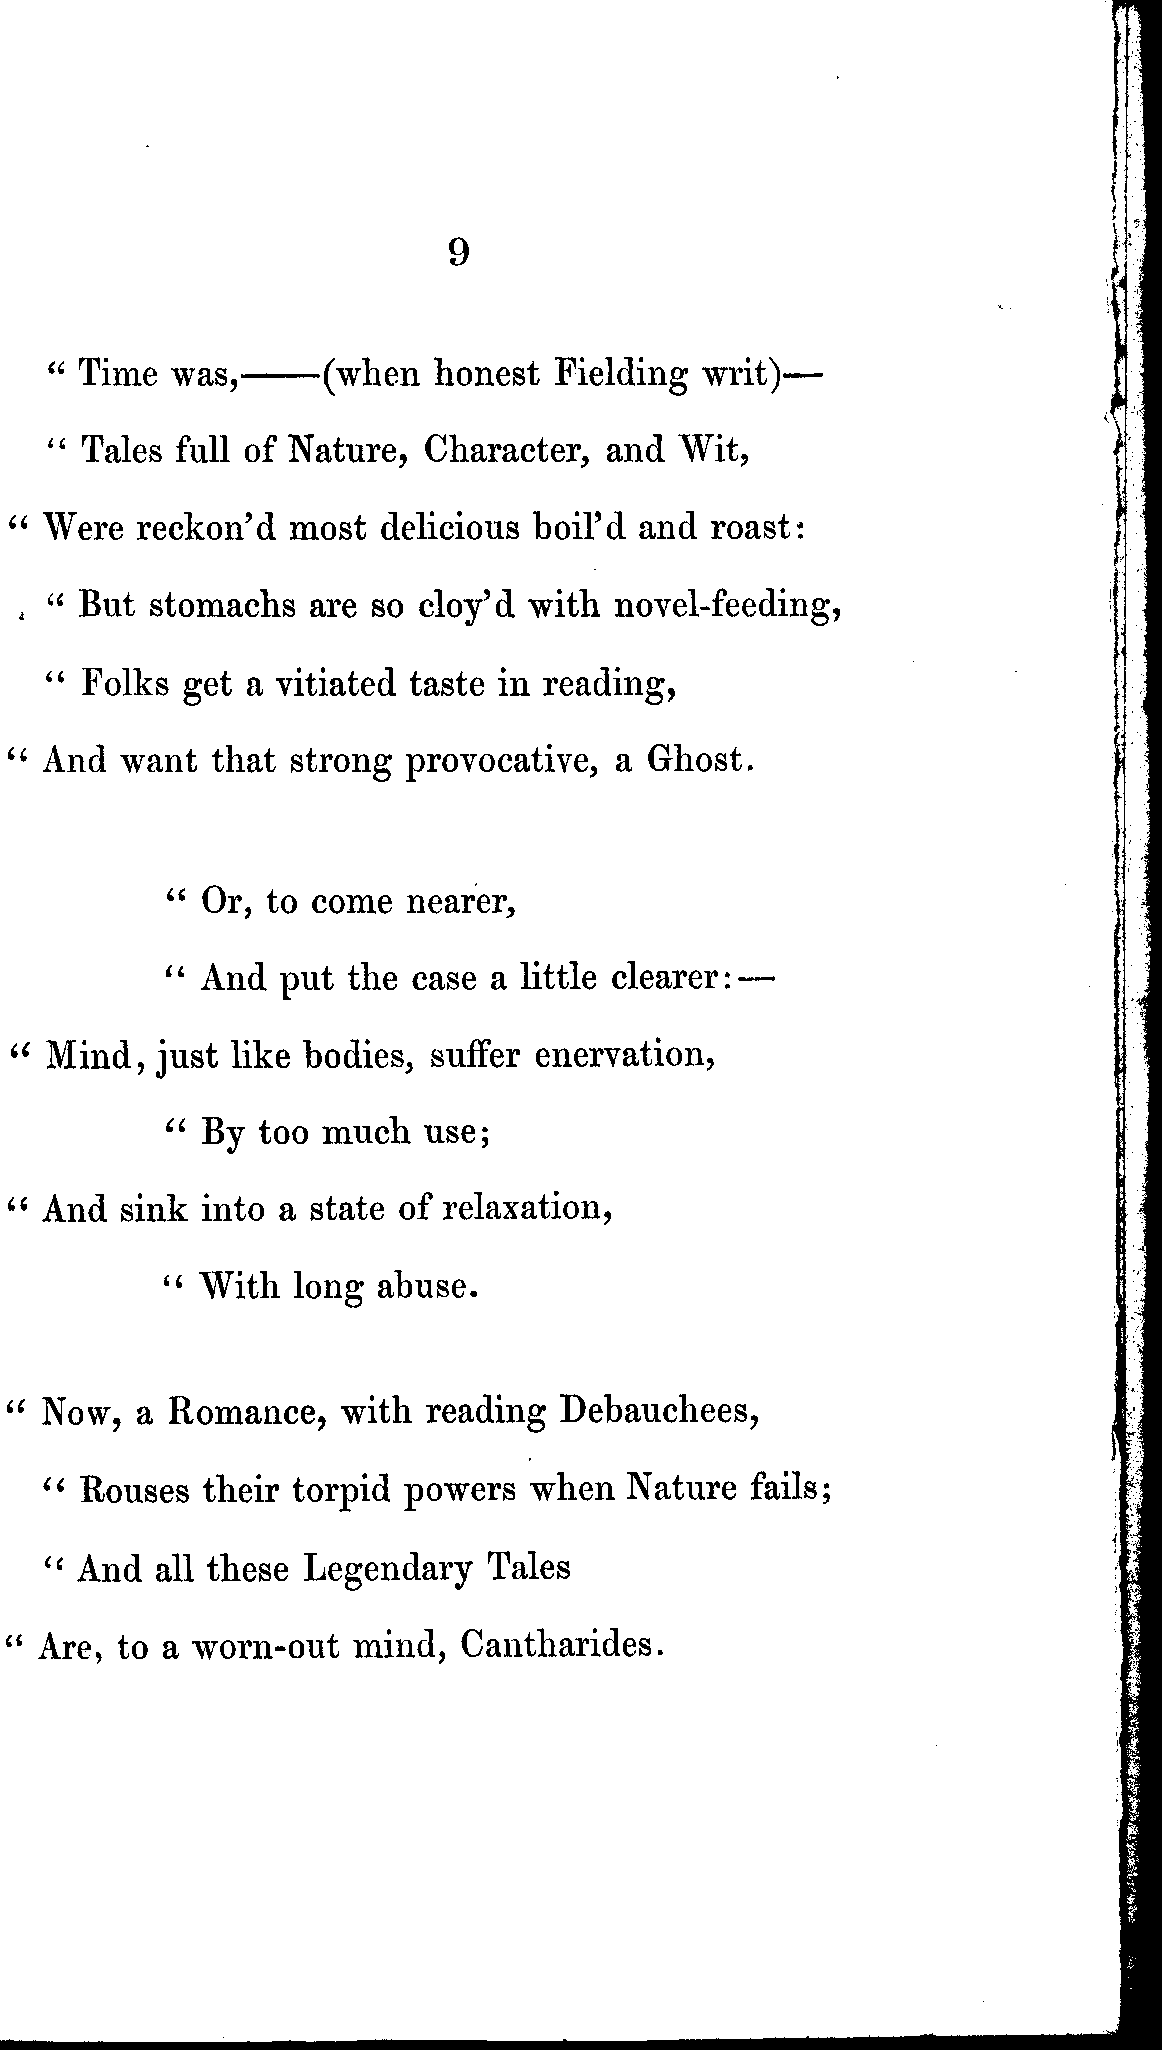 9
“ Time was,——(when honest Fielding writ)—
“ Tales full of Nature, Character, and Wit,
“ Were reckon’d most delicious boil’d and roast:
“ But stomachs are so cloy’d with novel-feeding,
“ Folks get a vitiated taste in reading,
“ And want that strong provocative, a Ghost.
“ Or, to come nearer,
“ And put the case a little clearer:—
“ Mind, just like bodies, suffer enervation,
“ By too much use;
“ And sink into a state of relaxation,
“ With long abuse.
“ Now, a Romance, with reading Debauchees,
“ Rouses their torpid powers when Nature fails;
“ And all these Legendary Tales
“ Are, to a worn-out mind, Cantharides.